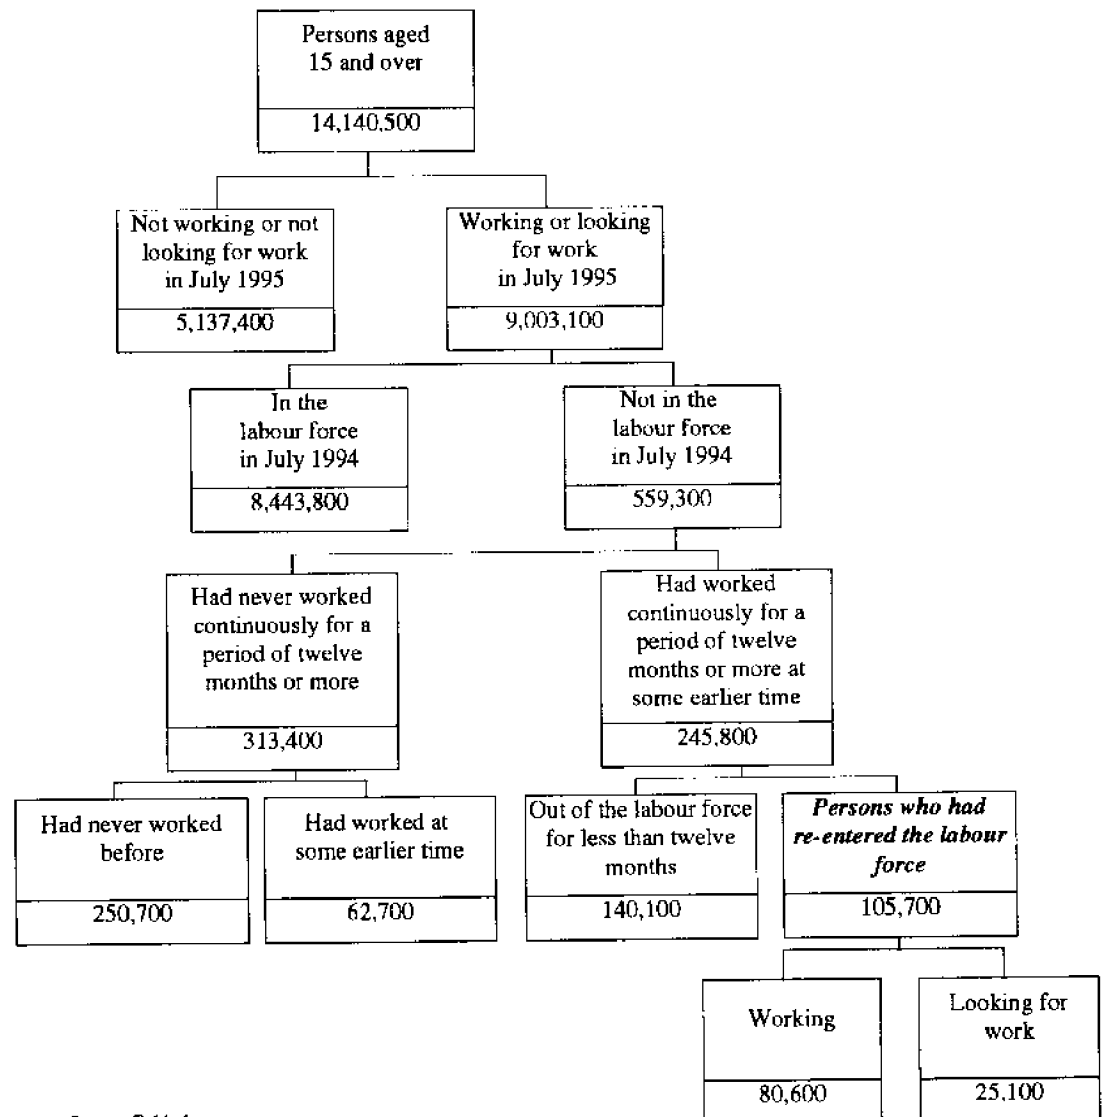 Persons aged
15 and over
14,140,500
Not working or not
looking for work
in July 1995
5,137,400
Working or looking
for work
in July 1995
9,003,100
In the
labour force
in July 1994
8,443,800
Not in the
labour force
in July 1994
559,300
Had never worked
continuously for a
period of twelve
months or more
313,400
Had worked
continuously for a
period of twelve
months or more at
some earlier time
245,800
Had never worked
before
250,700
Had worked at
some earlier time
62,700
Out of the labour force
for less than twelve
months
140,100
Persons who had
re-entered the labour
force
105,700
Working
80,600
Looking for
work
25,100